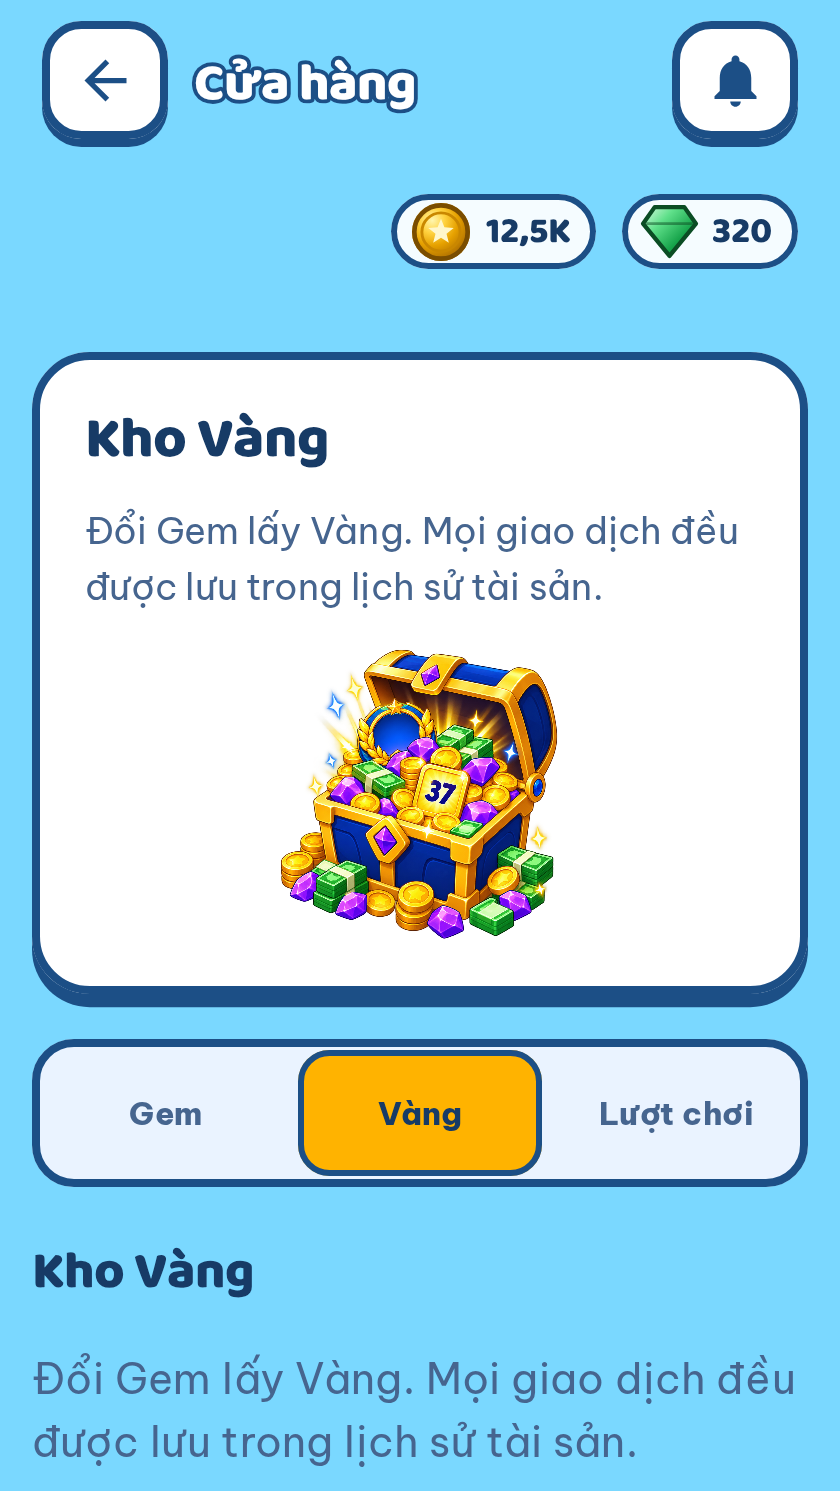 Cửa hàng
12,5K
320
Kho Vàng
Đổi Gem lấy Vàng. Mọi giao dịch đều
được lưu trong lịch sử tài sản.
37
Gem
Vàng
Lượt chơi
Kho Vàng
Đổi Gem lấy Vàng. Mọi giao dịch đều
được lưu trong lịch sử tài sản.